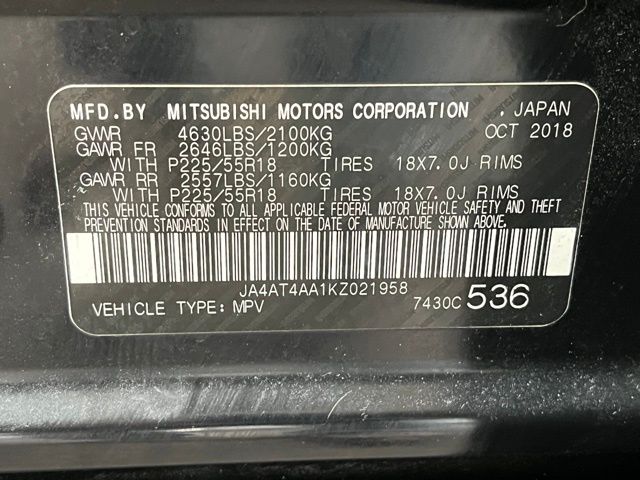 MFD.BY MITSUBISHI MOTORS CORPORATION . JAPAN
GVWR 4630LBS/2100KG OCT 2018
GAWR FR 2646LBS/1200KG
WITH P225/55R18 TIRES 18X7.0J RIMS
GAWR RR 2557LBS/1160KG
WITH P225/55R18 TIRES 18X7.0J RIMS
THIS VEHICLE CONFORMS TO ALL APPLICABLE FEDERAL MOTOR VEHICLE SAFETY AND THEFT
PREVENTION STANDARDS IN EFFECT ON THE DATE OF MANUFACTURE SHOWN ABOVE.
JA4AT4AA1KZ021958
VEHICLE TYPE: MPV 7430C 536